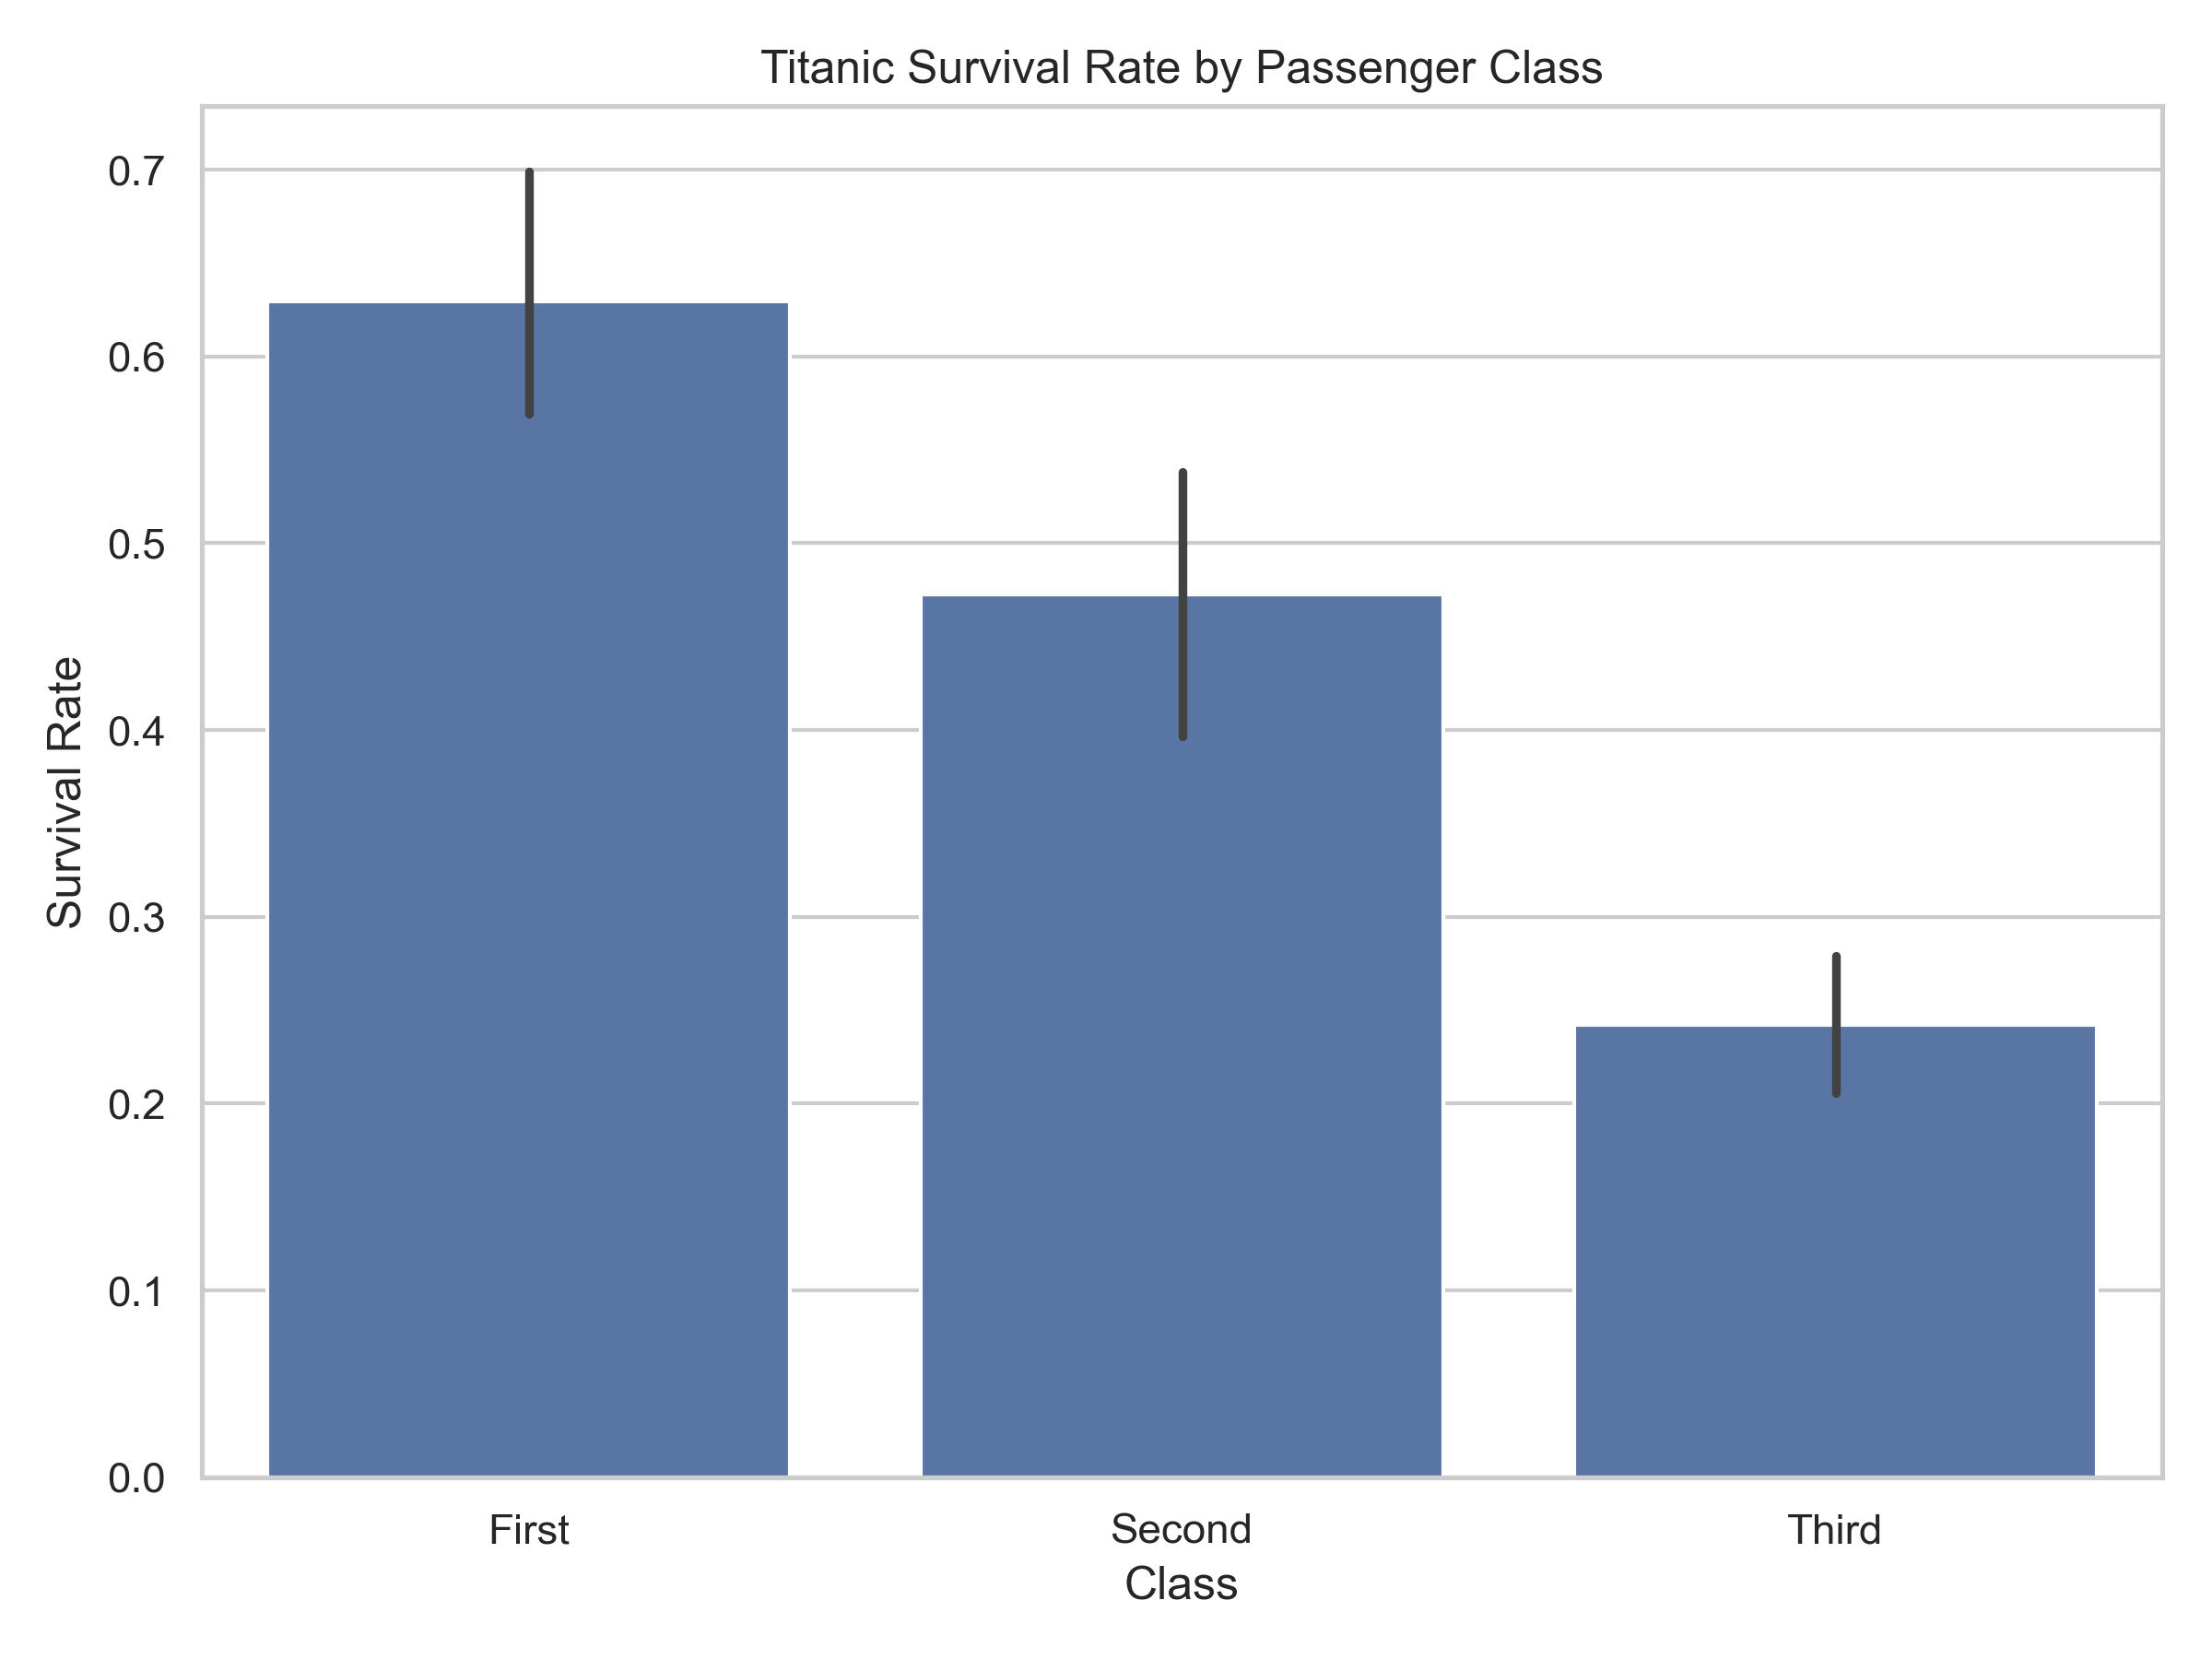 Titanic Survival Rate by Passenger Class
Survival Rate
0.7
0.6
0.5
0.4
0.3
0.2
0.1
0.0
First Second Third
Class